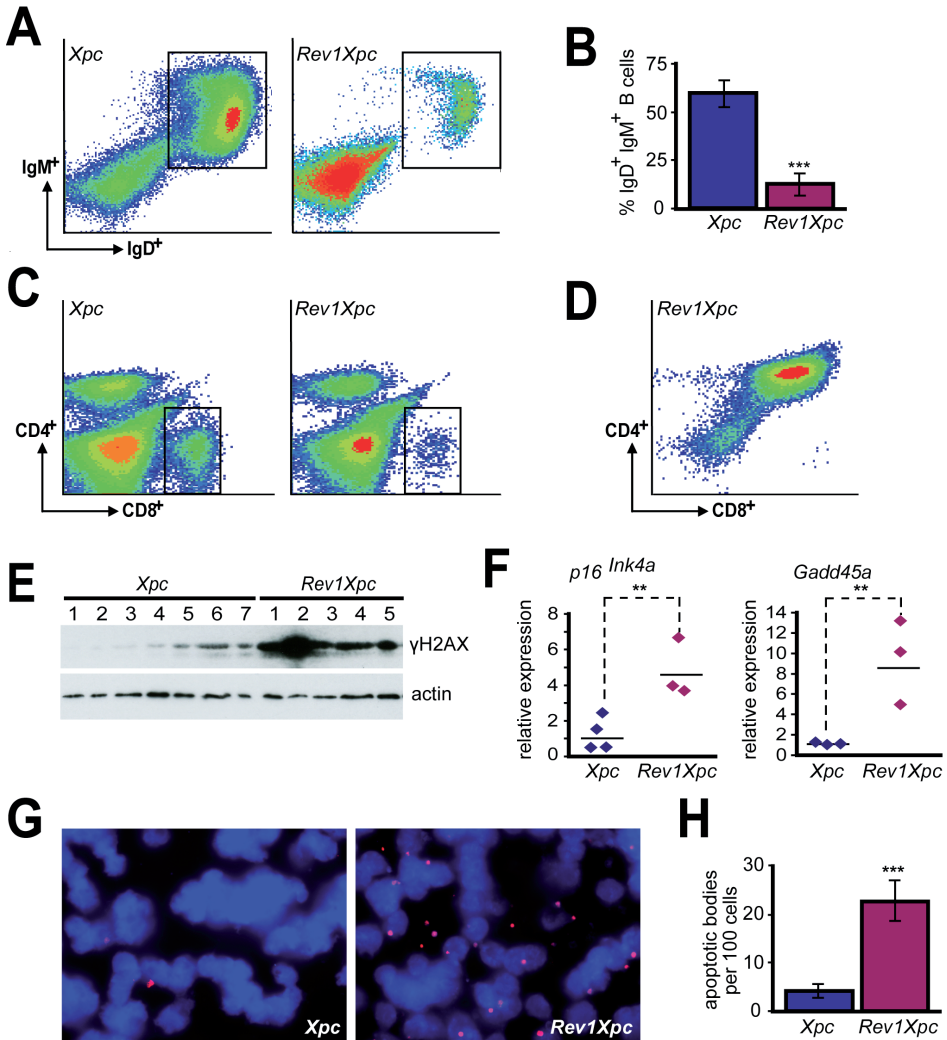 A
Xpc
Rev1Xpc
IgM+
IgD+
B
% IgD+ IgM+ B cells
75
50
25
0
***
Xpc
Rev1Xpc
C
Xpc
Rev1Xpc
CD4+
CD8+
D
Rev1Xpc
CD4+
CD8+
E
Xpc
Rev1Xpc
1 2 3 4 5 6 7 1 2 3 4 5
γH2AX
actin
F
p16 Ink4a
**
relative expression
8
6
4
2
0
Xpc
Rev1Xpc
Gadd45a
**
relative expression
14
12
10
8
6
4
2
0
Xpc
Rev1Xpc
G
Xpc
Rev1Xpc
H
apoptotic bodies
per 100 cells
30
20
10
0
***
Xpc
Rev1Xpc